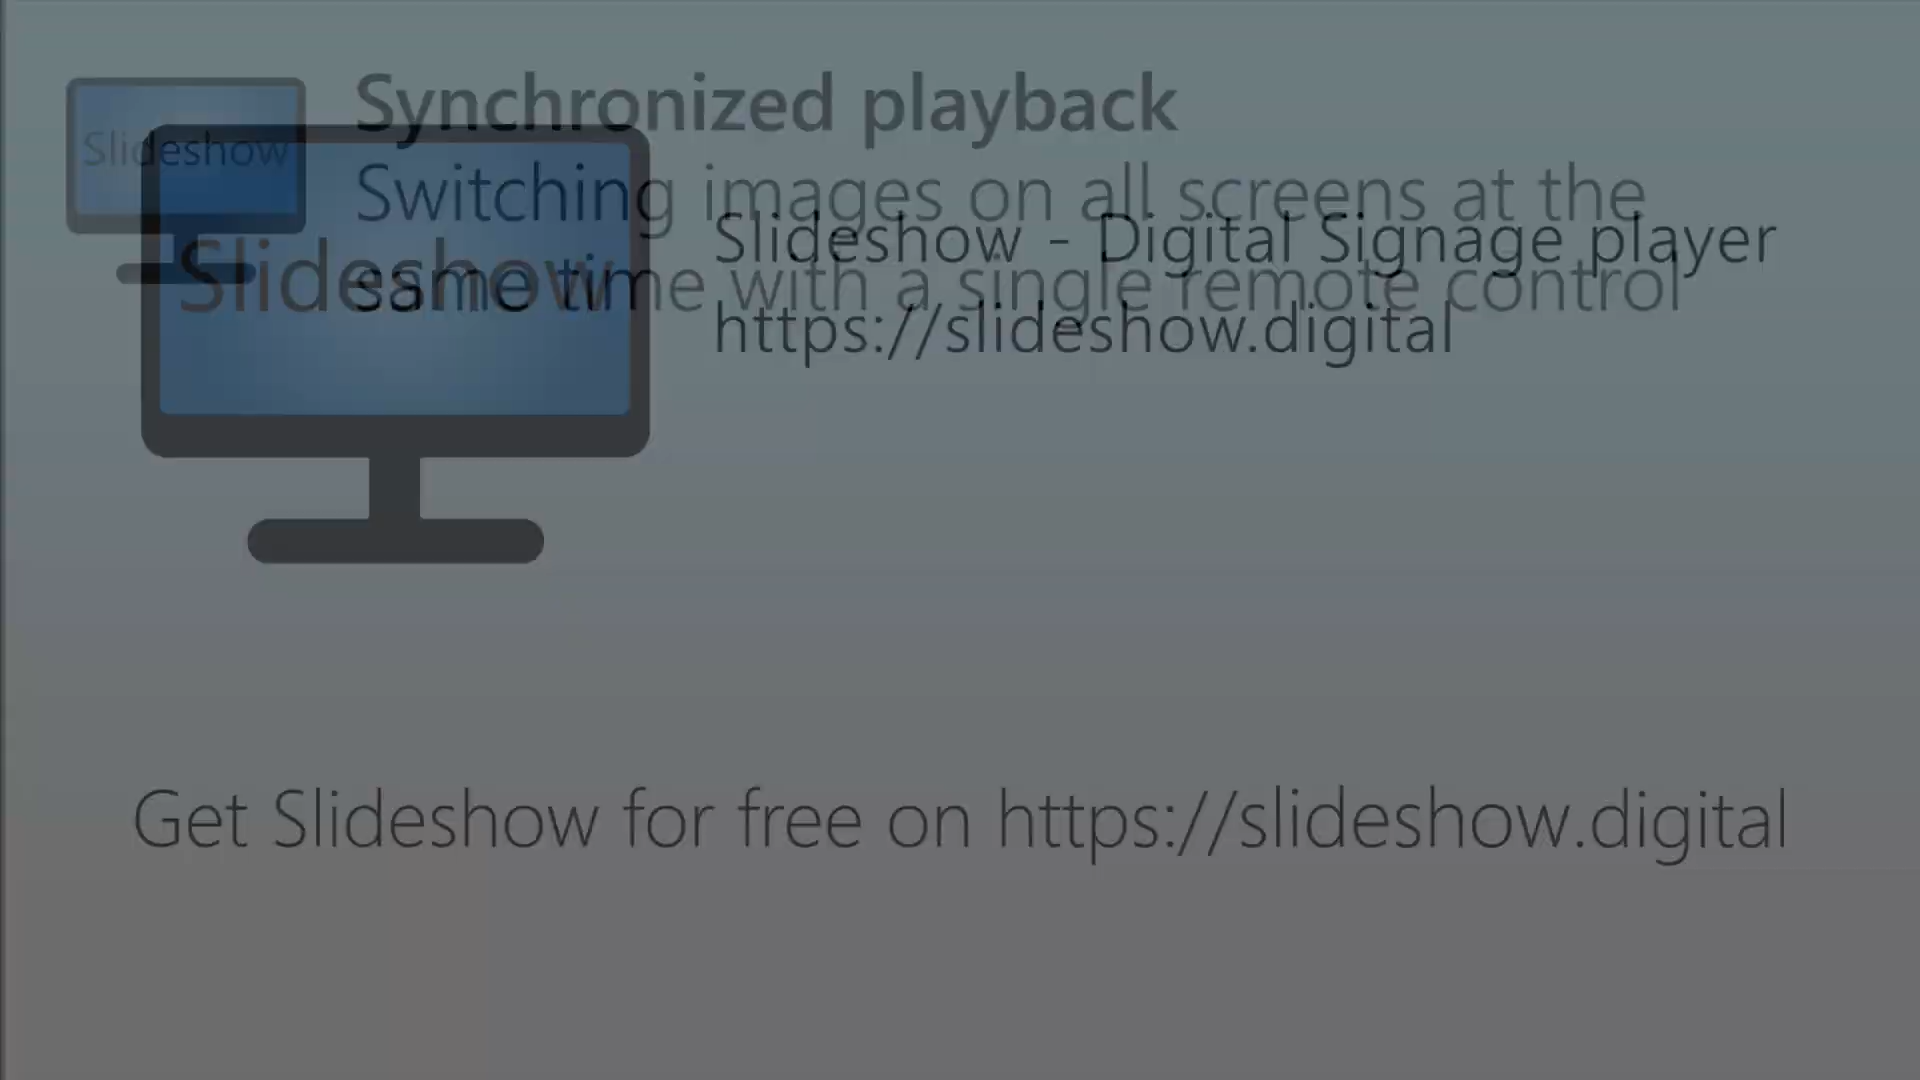 Synchronized playback
Switching images on all screens at the
same time with a single remote control
Slideshow
Slideshow
Slideshow - Digital Signage player
https://slideshow.digital
Get Slideshow for free on https://slideshow.digital